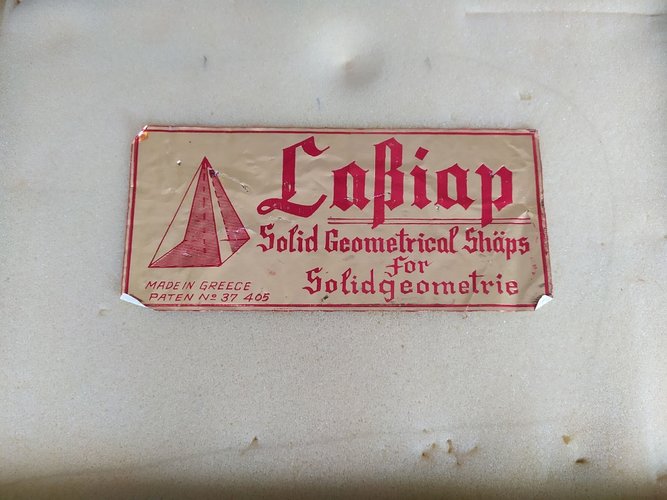 Laßiap
Solid Geometrical Shäps
For
Solidgeometrie
MADE IN GREECE
PATEN Nº 37 405